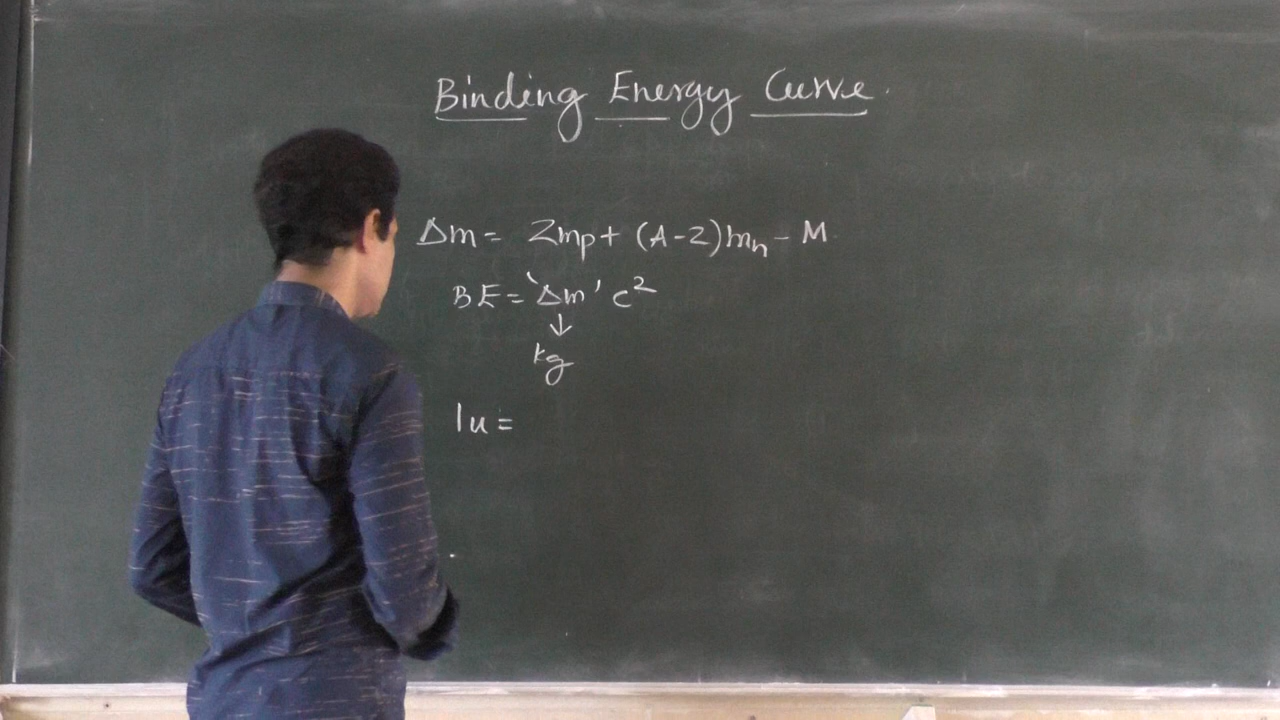 Binding Energy Curve.
Δm = Zmp + (A-Z)mn - M
BE = 'Δm' c²
↓
kg
1u =